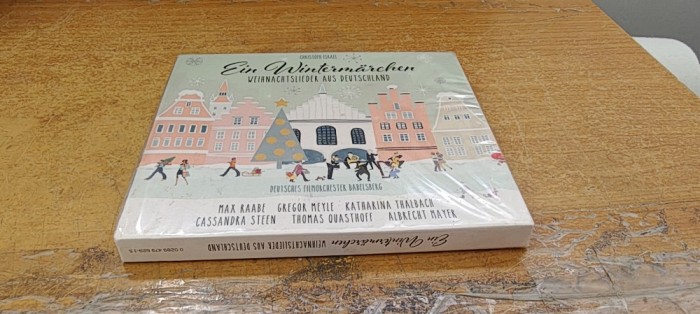 CHRISTOPH ISRAEL
Ein Wintermärchen
WEIHNACHTSLIEDER AUS DEUTSCHLAND
DEUTSCHES FILMORCHESTER BABELSBERG
MAX RAABE GREGOR MEYLE KATHARINA THALBACH
CASSANDRA STEEN THOMAS QUASTHOFF ALBRECHT MAYER
Ein Wintermärchen WEIHNACHTSLIEDER AUS DEUTSCHLAND